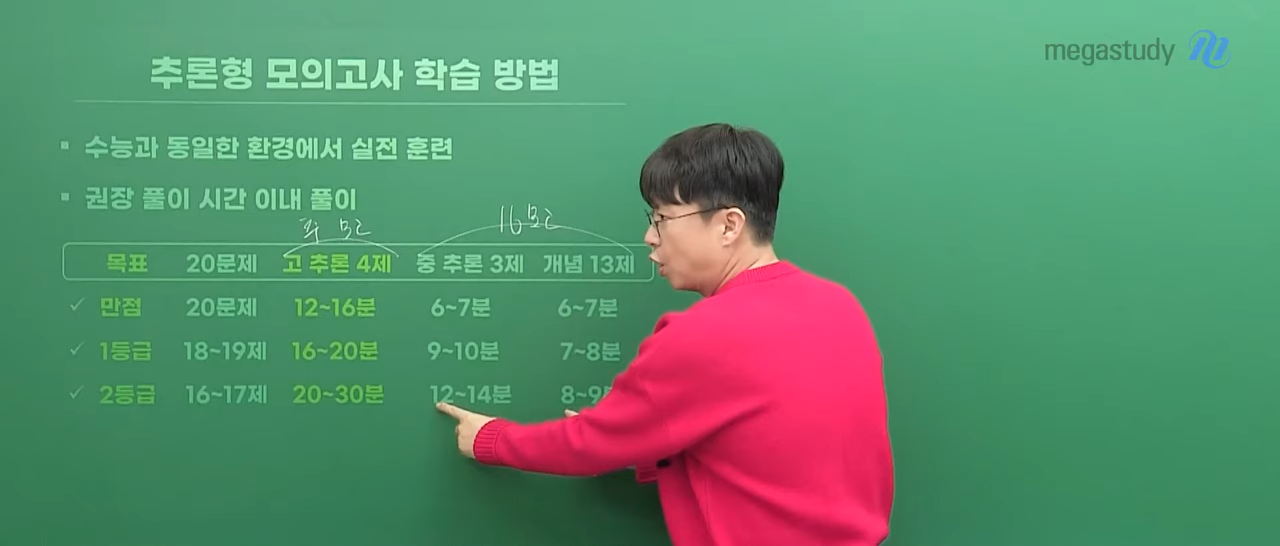 megastudy
추론형 모의고사 학습 방법
▪ 수능과 동일한 환경에서 실전 훈련
▪ 권장 풀이 시간 이내 풀이
16모
목표 20문제 고 추론 4제 중 추론 3제 개념 13제
✓ 만점 20문제 12~16분 6~7분 6~7분
✓ 1등급 18~19제 16~20분 9~10분 7~8분
✓ 2등급 16~17제 20~30분 12~14분 8~9